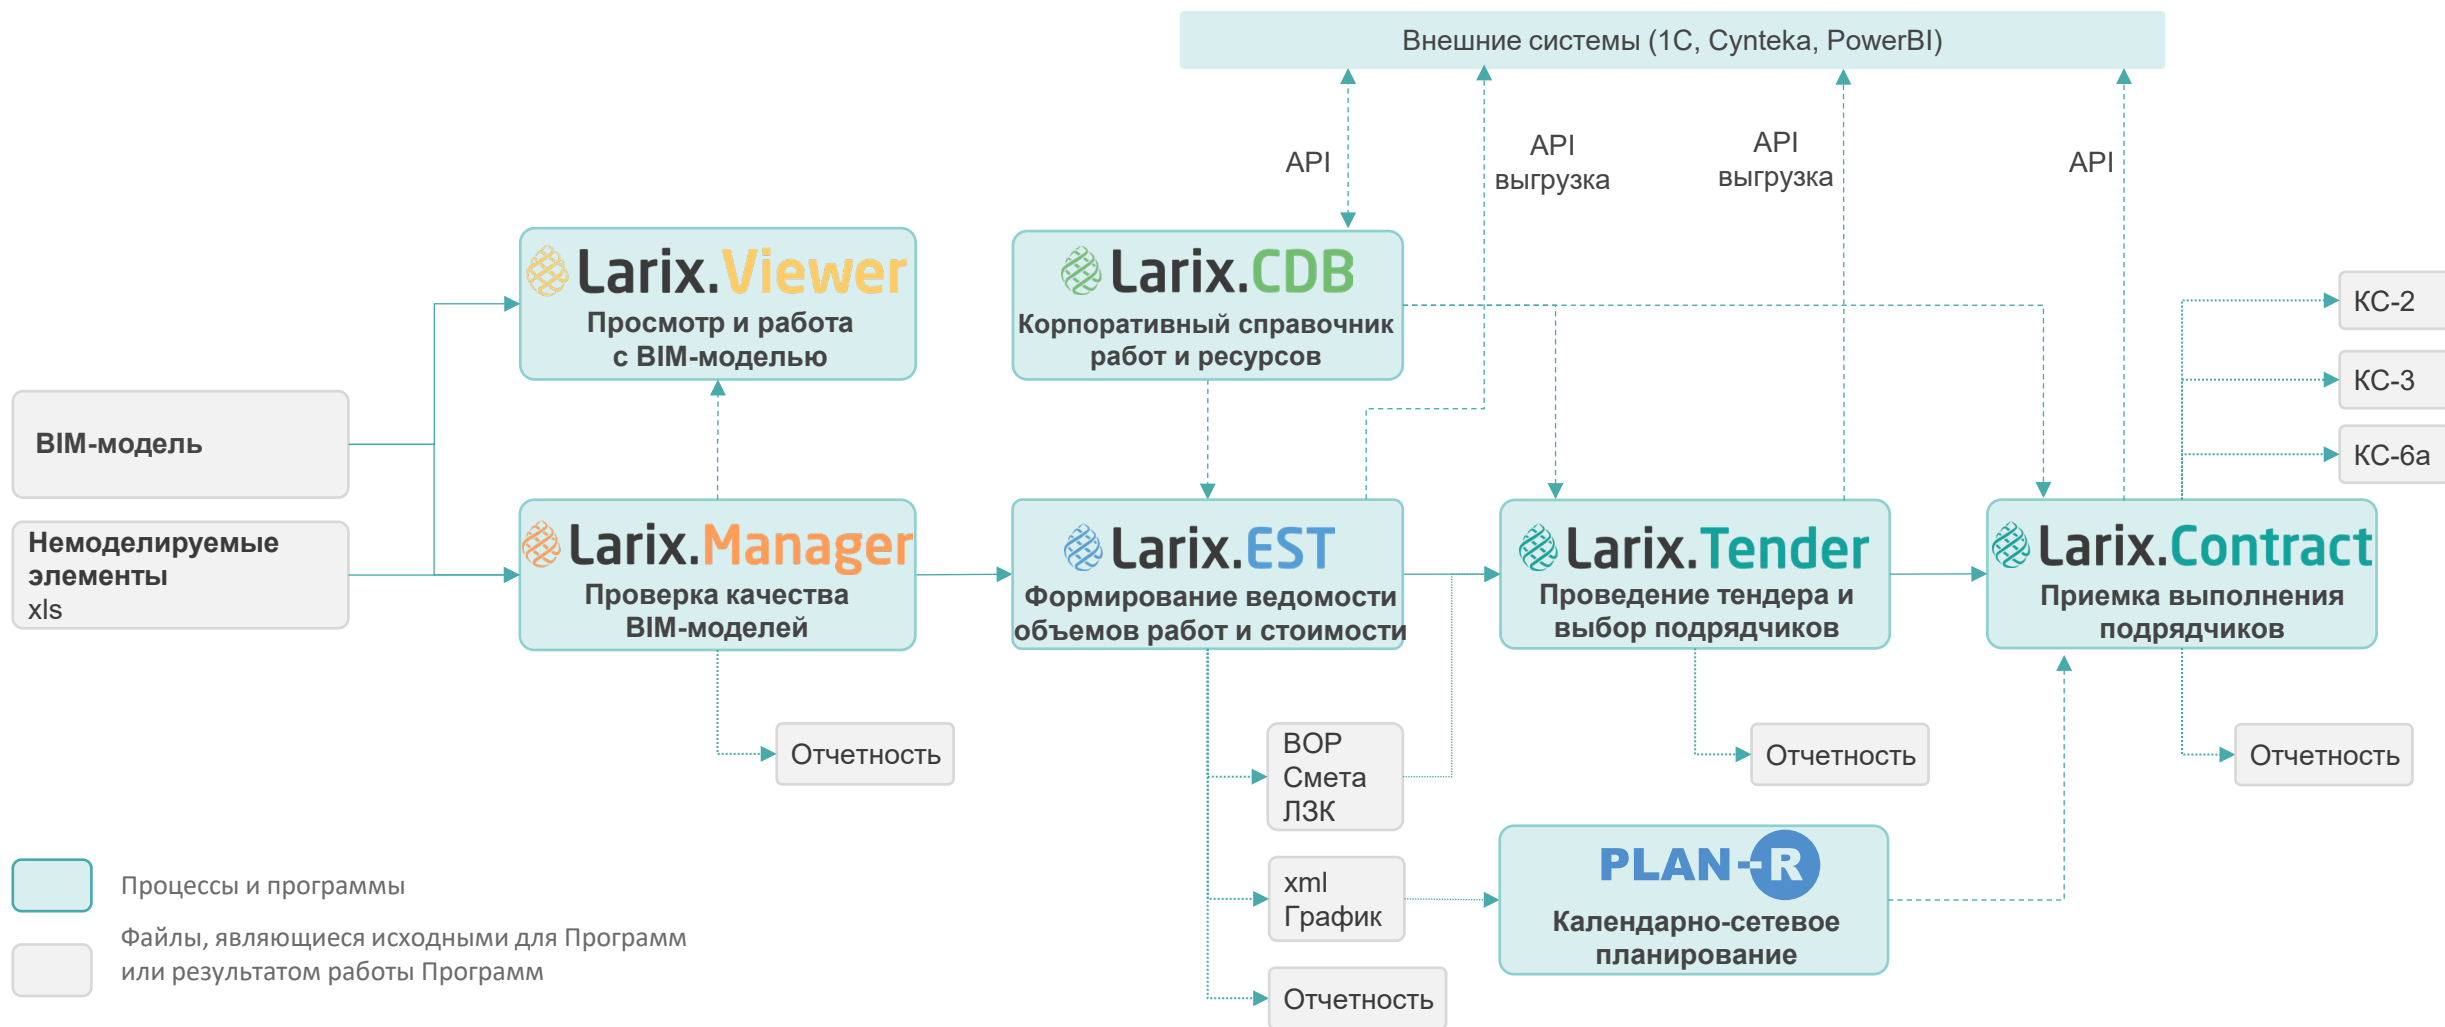 Внешние системы (1С, Cynteka, PowerBI)
API
API
выгрузка
API
выгрузка
API
Larix.Viewer
Просмотр и работа
с BIM-моделью
Larix.CDB
Корпоративный справочник
работ и ресурсов
КС-2
КС-3
КС-6а
BIM-модель
Немоделируемые
элементы
xls
Larix.Manager
Проверка качества
BIM-моделей
Larix.EST
Формирование ведомости
объемов работ и стоимости
Larix.Tender
Проведение тендера и
выбор подрядчиков
Larix.Contract
Приемка выполнения
подрядчиков
Отчетность
ВОР
Смета
ЛЗК
Отчетность
Отчетность
xml
График
PLAN-R
Календарно-сетевое
планирование
Отчетность
Процессы и программы
Файлы, являющиеся исходными для Программ
или результатом работы Программ